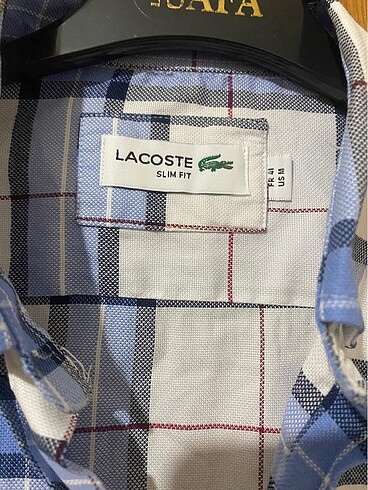 LACOSTE
SLIM FIT
FR 41
US M